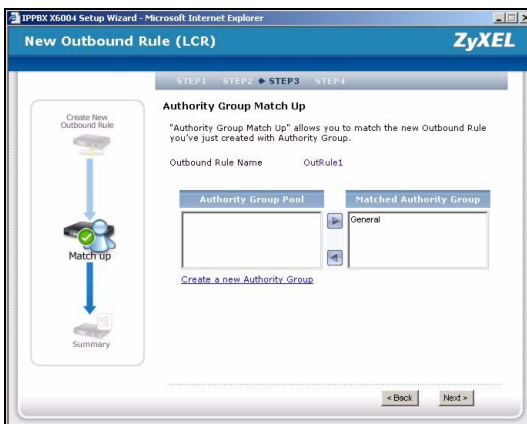 IPPBX X6004 Setup Wizard - Microsoft Internet Explorer
New Outbound Rule (LCR)
ZyXEL
STEP1 STEP2 STEP3 STEP4
Create New
Outbound Rule
Match up
Summary
Authority Group Match Up
"Authority Group Match Up" allows you to match the new Outbound Rule
you've just created with Authority Group.
Outbound Rule Name OutRule1
Authority Group Pool
Matched Authority Group
General
Create a new Authority Group
< Back Next >